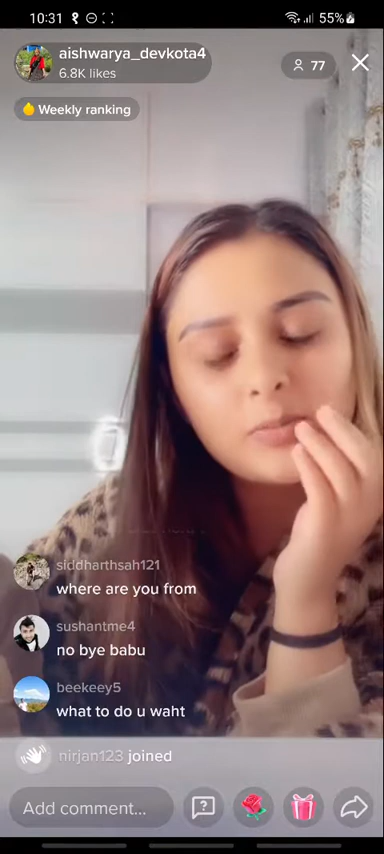 10:31
55%
aishwarya_devkota4
6.8K likes
77
Weekly ranking
siddharthsah121
where are you from
sushantme4
no bye babu
beekeey5
what to do u waht
nirjan123 joined
Add comment...